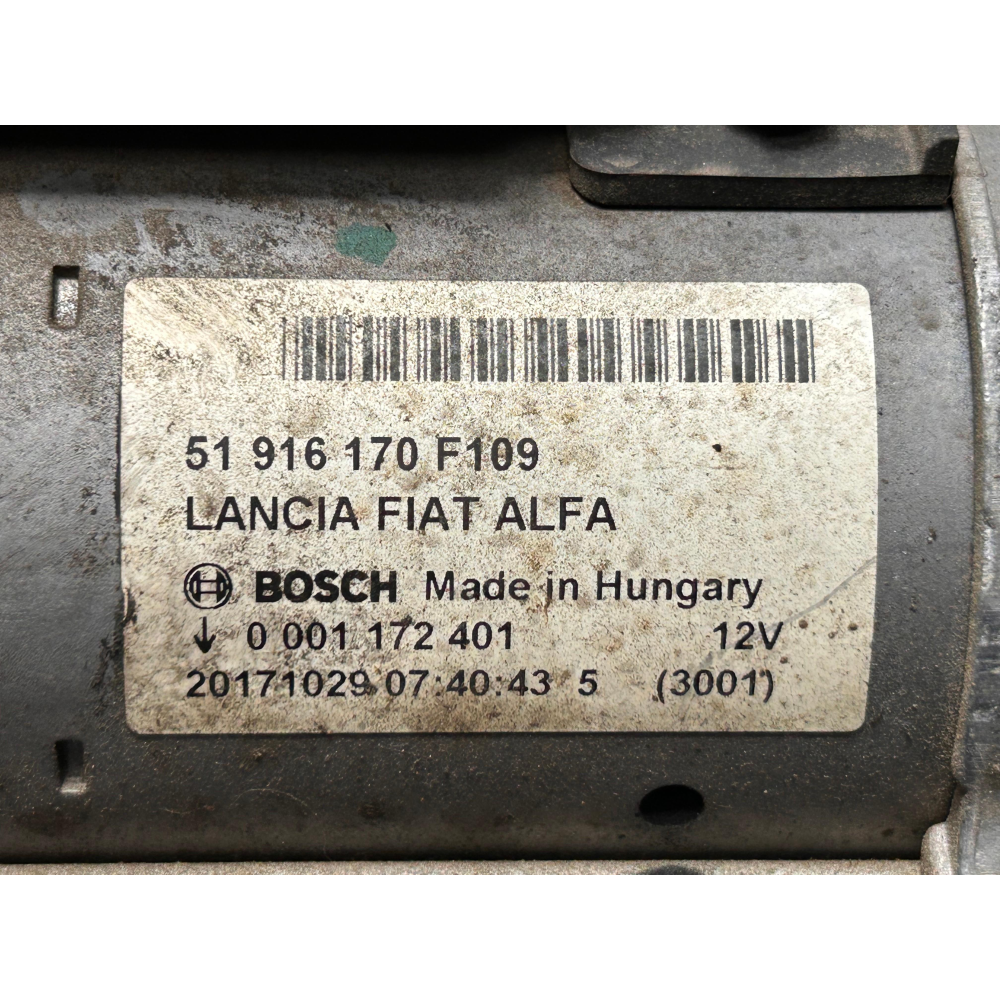 51 916 170 F109
LANCIA FIAT ALFA
BOSCH Made in Hungary
↓ 0 001 172 401 12V
20171029 07:40:43 5 (3001)